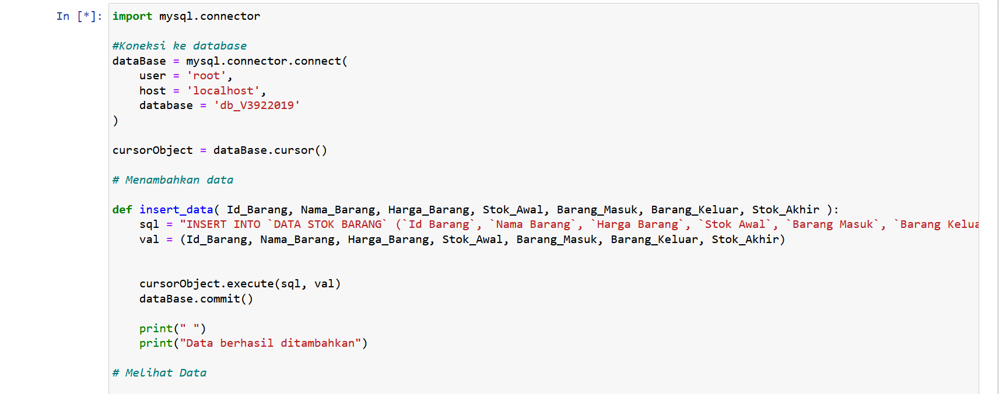 In [*]:
import mysql.connector
#Koneksi ke database
dataBase = mysql.connector.connect(
    user = 'root',
    host = 'localhost',
    database = 'db_V3922019'
)
cursorObject = dataBase.cursor()
# Menambahkan data
def insert_data( Id_Barang, Nama_Barang, Harga_Barang, Stok_Awal, Barang_Masuk, Barang_Keluar, Stok_Akhir ):
    sql = "INSERT INTO `DATA STOK BARANG` (`Id Barang`, `Nama Barang`, `Harga Barang`, `Stok Awal`, `Barang Masuk`, `Barang Kelua
    val = (Id_Barang, Nama_Barang, Harga_Barang, Stok_Awal, Barang_Masuk, Barang_Keluar, Stok_Akhir)
    cursorObject.execute(sql, val)
    dataBase.commit()
    print(" ")
    print("Data berhasil ditambahkan")
# Melihat Data